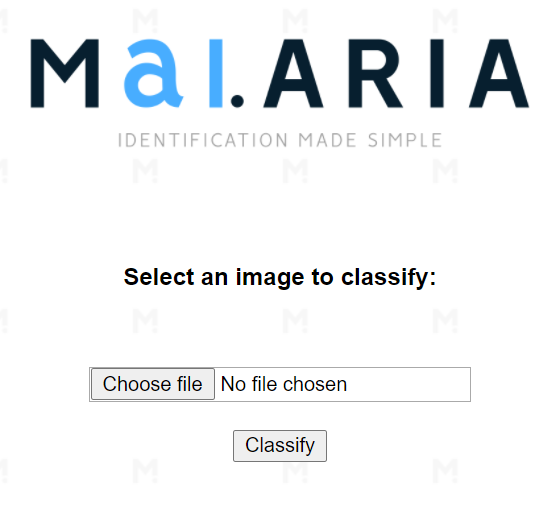 MaI.ARIA
IDENTIFICATION MADE SIMPLE
Select an image to classify:
Choose file No file chosen
Classify